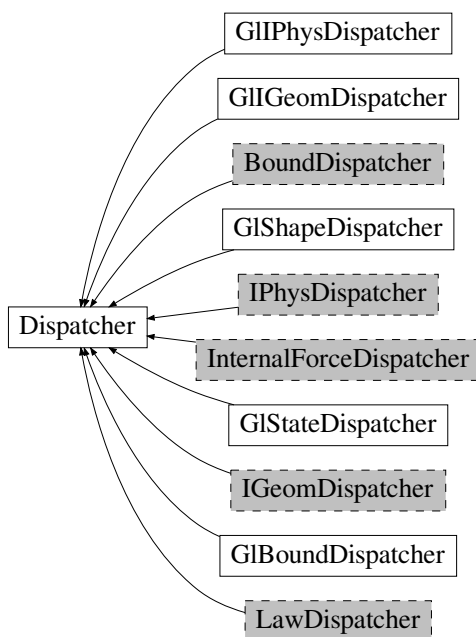 GlIPhysDispatcher
GlIGeomDispatcher
BoundDispatcher
GlShapeDispatcher
IPhysDispatcher
Dispatcher
InternalForceDispatcher
GlStateDispatcher
IGeomDispatcher
GlBoundDispatcher
LawDispatcher